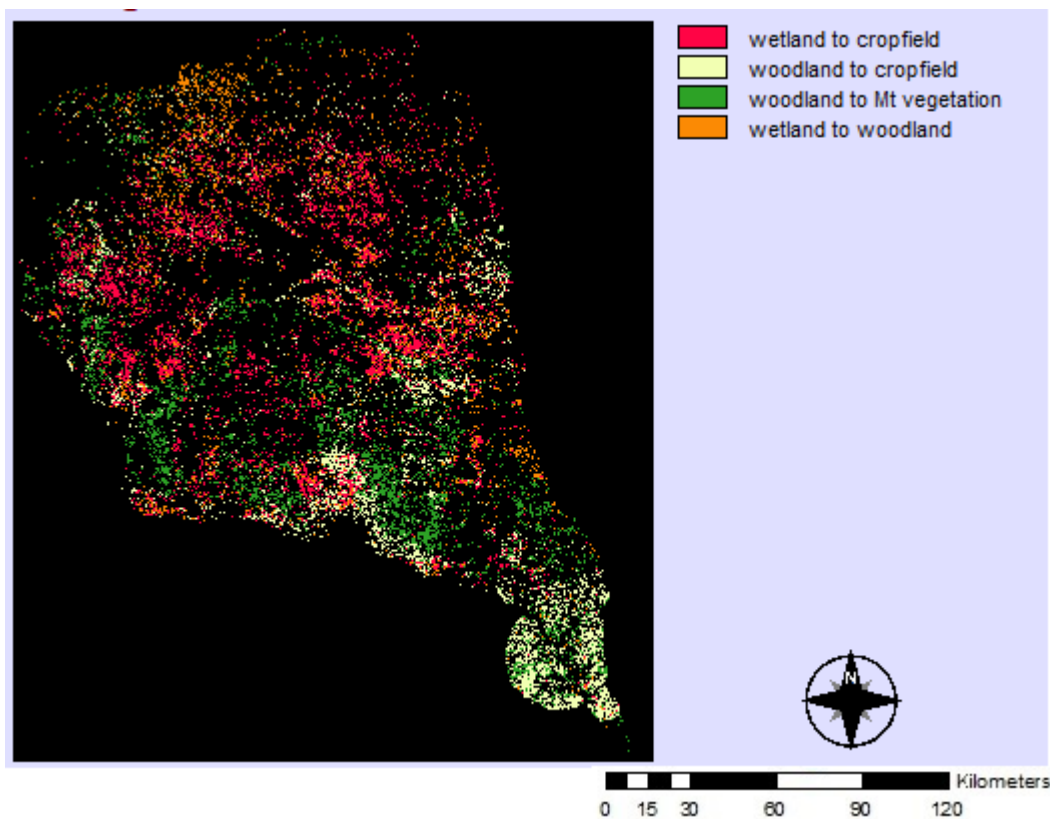 wetland to cropfield
woodland to cropfield
woodland to Mt vegetation
wetland to woodland
N
Kilometers
0 15 30 60 90 120